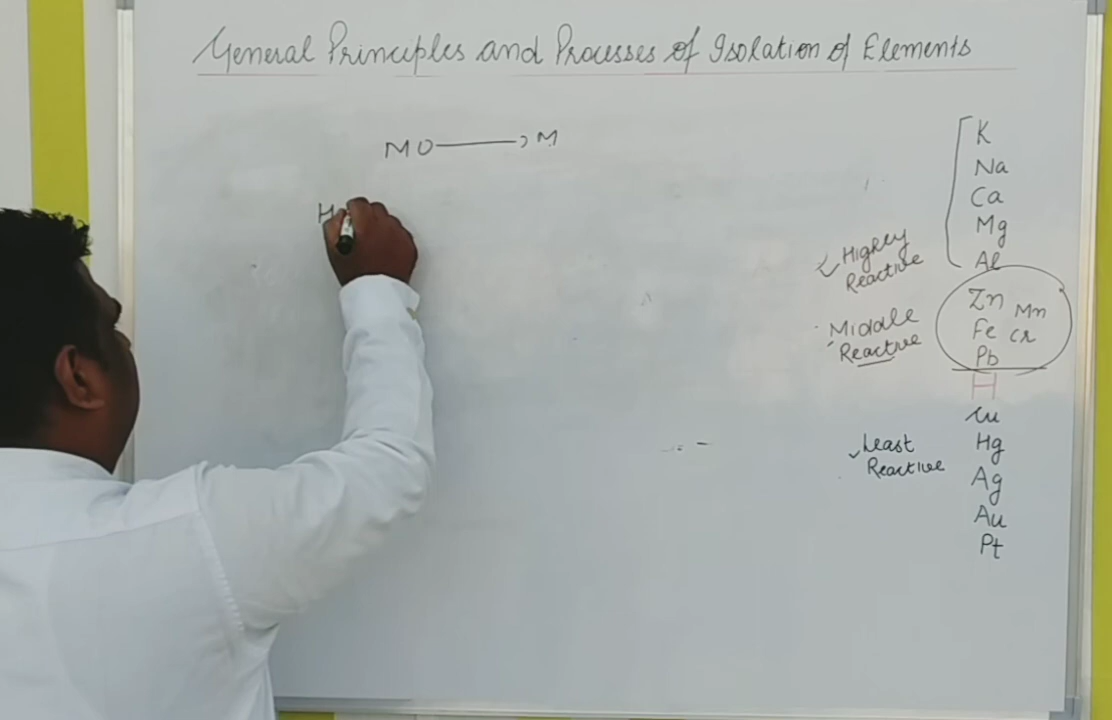 General Principles and Processes of Isolation of Elements
MO → M
H
K
Na
Ca
Mg
Al
Highly
Reactive
Zn Mn
Fe Cr
Pb
Middle
Reactive
H
Cu
Hg
Ag
Au
Pt
Least
Reactive